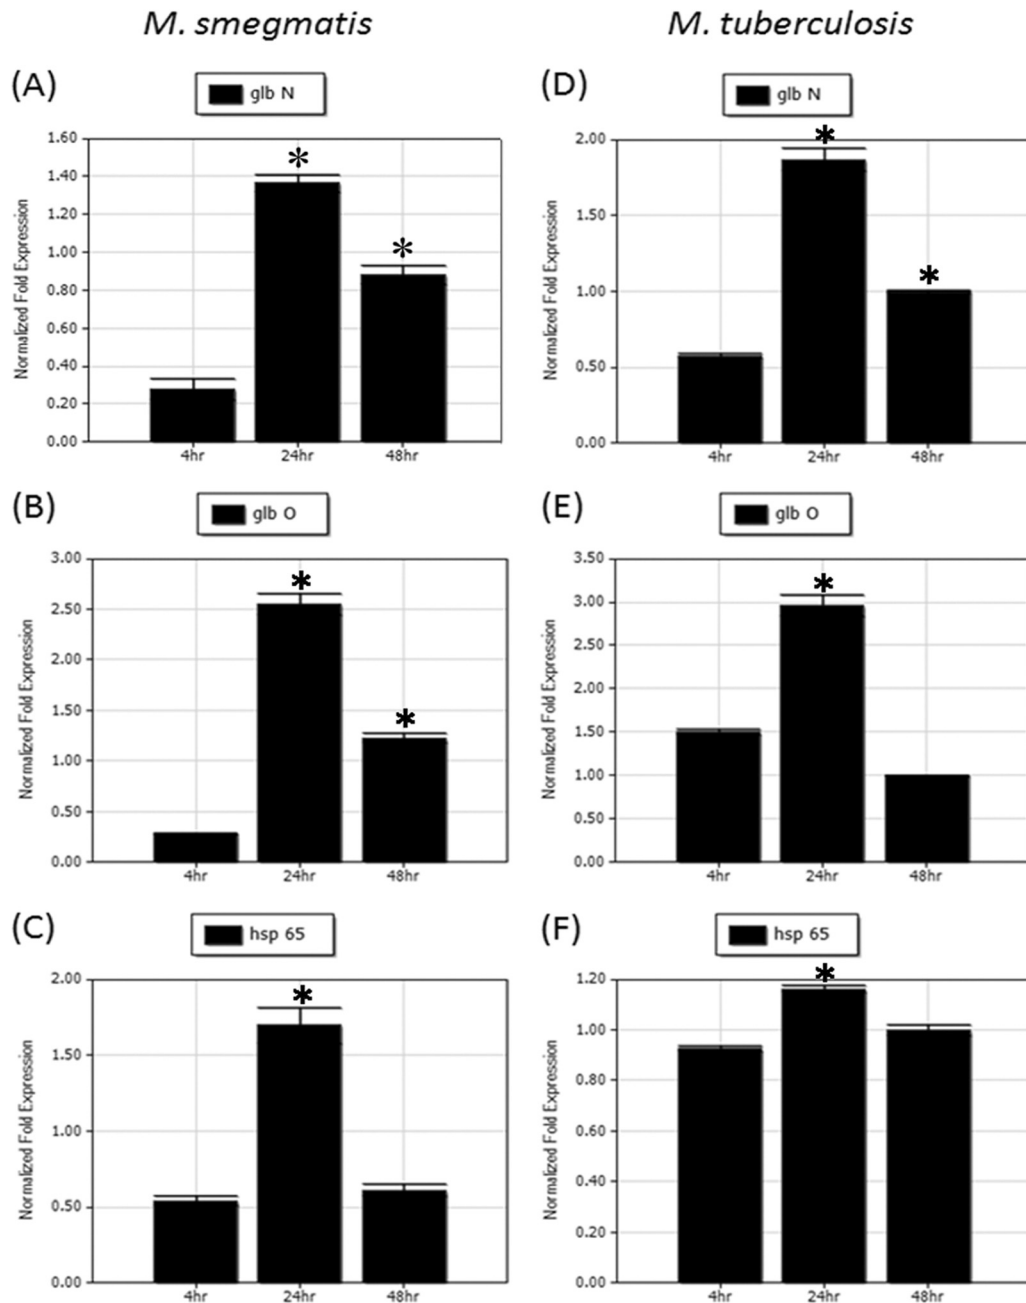 M. smegmatis
M. tuberculosis
(A)
glb N
Normalized Fold Expression
1.60
1.40
1.20
1.00
0.80
0.60
0.40
0.20
0.00
*
*
4hr
24hr
48hr
(D)
glb N
Normalized Fold Expression
2.00
1.50
1.00
0.50
0.00
*
*
4hr
24hr
48hr
(B)
glb O
Normalized Fold Expression
3.00
2.50
2.00
1.50
1.00
0.50
0.00
*
*
4hr
24hr
48hr
(E)
glb O
Normalized Fold Expression
3.50
3.00
2.50
2.00
1.50
1.00
0.50
0.00
*
4hr
24hr
48hr
(C)
hsp 65
Normalized Fold Expression
2.00
1.50
1.00
0.50
0.00
*
4hr
24hr
48hr
(F)
hsp 65
Normalized Fold Expression
1.20
1.00
0.80
0.60
0.40
0.20
0.00
*
4hr
24hr
48hr